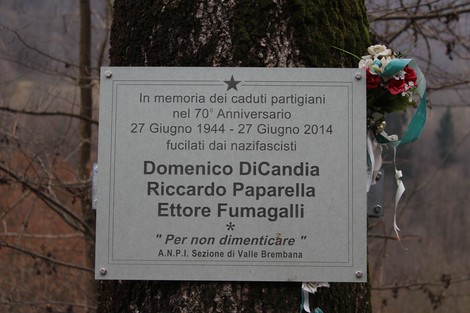 In memoria dei caduti partigiani
nel 70° Anniversario
27 Giugno 1944 - 27 Giugno 2014
fucilati dai nazifascisti
Domenico DiCandia
Riccardo Paparella
Ettore Fumagalli
*
" Per non dimenticare "
A.N.P.I. Sezione di Valle Brembana